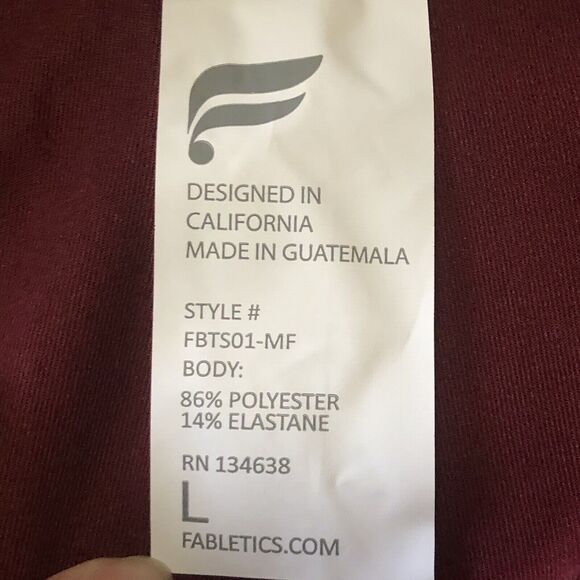 DESIGNED IN
CALIFORNIA
MADE IN GUATEMALA
STYLE #
FBTS01-MF
BODY:
86% POLYESTER
14% ELASTANE
RN 134638
L
FABLETICS.COM